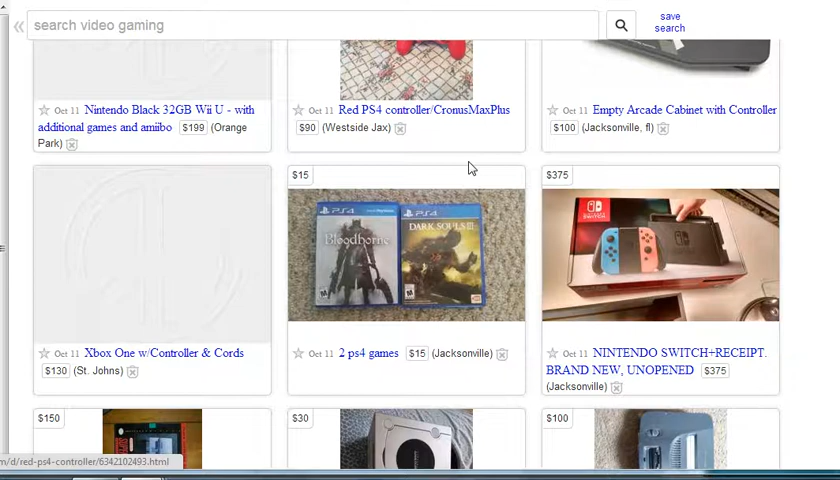 search video gaming
save
search
Oct 11 Nintendo Black 32GB Wii U - with
additional games and amiibo $199 (Orange
Park)
Oct 11 Red PS4 controller/CronusMaxPlus
$90 (Westside Jax)
Oct 11 Empty Arcade Cabinet with Controller
$100 (Jacksonville, fl)
$15
$375
PS4
Bloodborne
PS4
DARK SOULS III
SWITCH
Oct 11 Xbox One w/Controller & Cords
$130 (St. Johns)
Oct 11 2 ps4 games $15 (Jacksonville)
Oct 11 NINTENDO SWITCH+RECEIPT.
BRAND NEW, UNOPENED $375
(Jacksonville)
$150
$30
$100
m/d/red-ps4-controller/6342102493.html